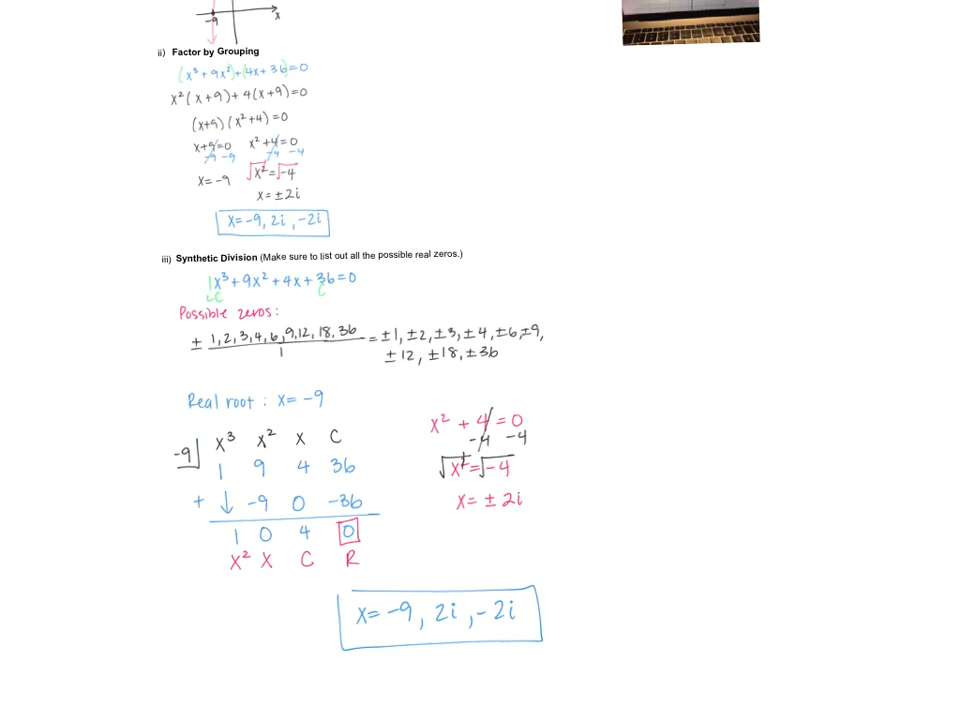 -9 x
ii) Factor by Grouping
(x³ + 9x²) + (4x + 36) = 0
x²(x+9) + 4(x+9) = 0
(x+9)(x²+4) = 0
x+9=0 x²+4=0
-9 -9 -4 -4
x = -9 √x² = √-4
x = ±2i
x = -9, 2i, -2i
iii) Synthetic Division (Make sure to list out all the possible real zeros.)
1x³ + 9x² + 4x + 36 = 0
LC C
Possible zeros:
± 1, 2, 3, 4, 6, 9, 12, 18, 36 = ±1, ±2, ±3, ±4, ±6, ±9,
1 ±12, ±18, ±36
Real root: x = -9
x² + 4 = 0
-4 -4
√x² = √-4
x = ± 2i
-9 x³ x² x C
1 9 4 36
+ ↓ -9 0 -36
1 0 4 0
x² x C R
x = -9, 2i, -2i